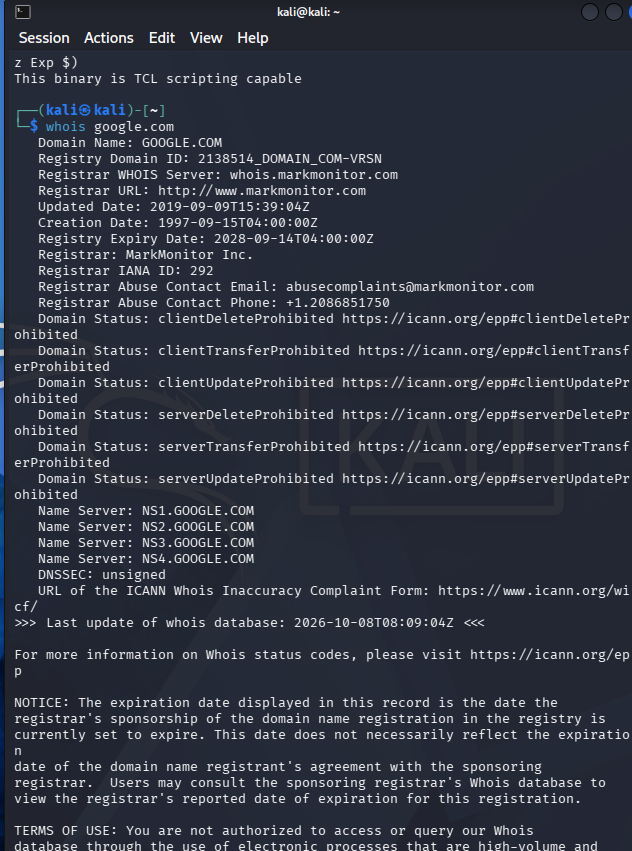 kali@kali: ~
Session Actions Edit View Help
z Exp $)
This binary is TCL scripting capable
┌──(kali㉿kali)-[~]
└─$ whois google.com
Domain Name: GOOGLE.COM
Registry Domain ID: 2138514_DOMAIN_COM-VRSN
Registrar WHOIS Server: whois.markmonitor.com
Registrar URL: http://www.markmonitor.com
Updated Date: 2019-09-09T15:39:04Z
Creation Date: 1997-09-15T04:00:00Z
Registry Expiry Date: 2028-09-14T04:00:00Z
Registrar: MarkMonitor Inc.
Registrar IANA ID: 292
Registrar Abuse Contact Email: abusecomplaints@markmonitor.com
Registrar Abuse Contact Phone: +1.2086851750
Domain Status: clientDeleteProhibited https://icann.org/epp#clientDeletePr
ohibited
Domain Status: clientTransferProhibited https://icann.org/epp#clientTransf
erProhibited
Domain Status: clientUpdateProhibited https://icann.org/epp#clientUpdatePr
ohibited
Domain Status: serverDeleteProhibited https://icann.org/epp#serverDeletePr
ohibited
Domain Status: serverTransferProhibited https://icann.org/epp#serverTransf
erProhibited
Domain Status: serverUpdateProhibited https://icann.org/epp#serverUpdatePr
ohibited
Name Server: NS1.GOOGLE.COM
Name Server: NS2.GOOGLE.COM
Name Server: NS3.GOOGLE.COM
Name Server: NS4.GOOGLE.COM
DNSSEC: unsigned
URL of the ICANN Whois Inaccuracy Complaint Form: https://www.icann.org/wi
cf/
>>> Last update of whois database: 2026-10-08T08:09:04Z <<<
For more information on Whois status codes, please visit https://icann.org/ep
p
NOTICE: The expiration date displayed in this record is the date the
registrar's sponsorship of the domain name registration in the registry is
currently set to expire. This date does not necessarily reflect the expiratio
n
date of the domain name registrant's agreement with the sponsoring
registrar.  Users may consult the sponsoring registrar's Whois database to
view the registrar's reported date of expiration for this registration.
TERMS OF USE: You are not authorized to access or query our Whois
database through the use of electronic processes that are high-volume and
KALI